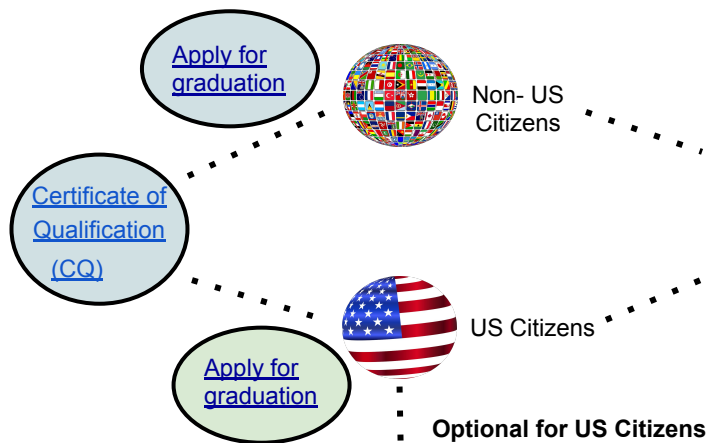 Apply for
graduation
Non- US
Citizens
Certificate of
Qualification
(CQ)
US Citizens
Apply for
graduation
Optional for US Citizens